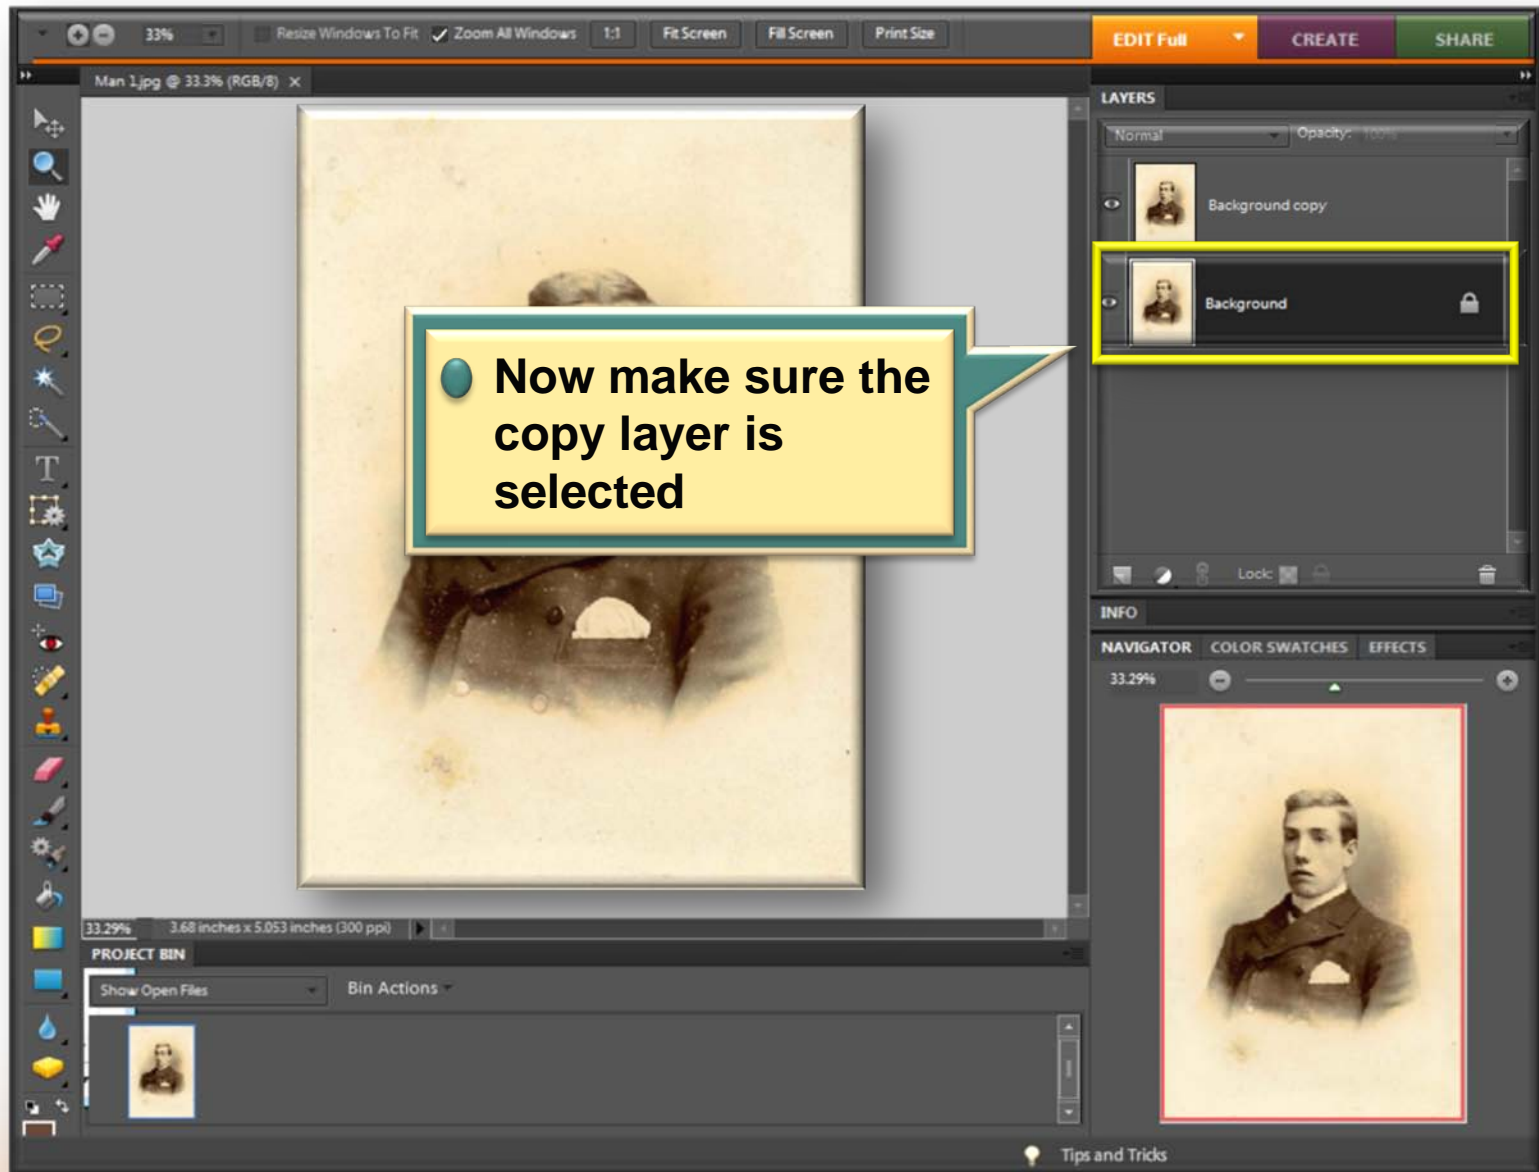 33% Resize Windows To Fit Zoom All Windows 1:1 Fit Screen Fill Screen Print Size EDIT Full CREATE SHARE
Man 1.jpg @ 33.3% (RGB/8) ×
LAYERS
Normal Opacity: 100%
Background copy
Background
Now make sure the
copy layer is
selected
T
Lock:
INFO
NAVIGATOR COLOR SWATCHES EFFECTS
33.29%
33.29% 3.68 inches x 5.053 inches (300 ppi)
PROJECT BIN
Show Open Files Bin Actions
Tips and Tricks